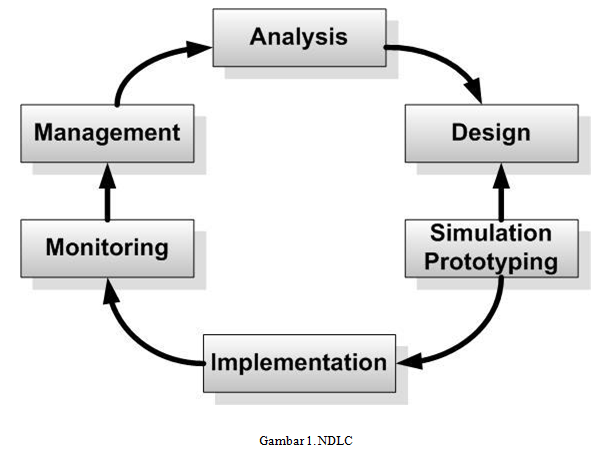 Analysis
Design
Simulation
Prototyping
Implementation
Monitoring
Management
Gambar 1. NDLC